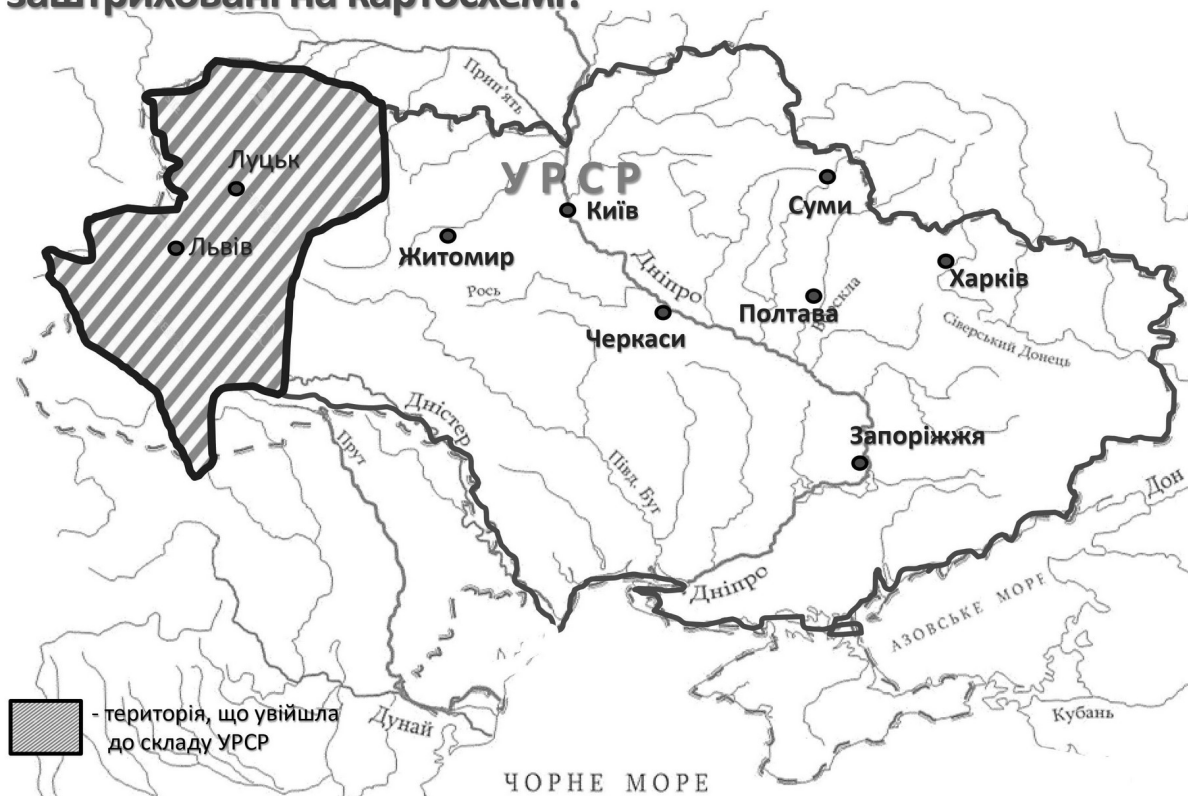 заштриховані на картосхемі.
Прип'ять
Луцьк
УРСР
Суми
Київ
Львів
Житомир
Дніпро
Харків
Рось
Полтава
Ворскла
Черкаси
Сіверський Донець
Дністер
Прут
Запоріжжя
Півд. Буг
Дон
Дніпро
АЗОВСЬКЕ МОРЕ
- територія, що увійшла
до складу УРСР
Дунай
Кубань
ЧОРНЕ МОРЕ